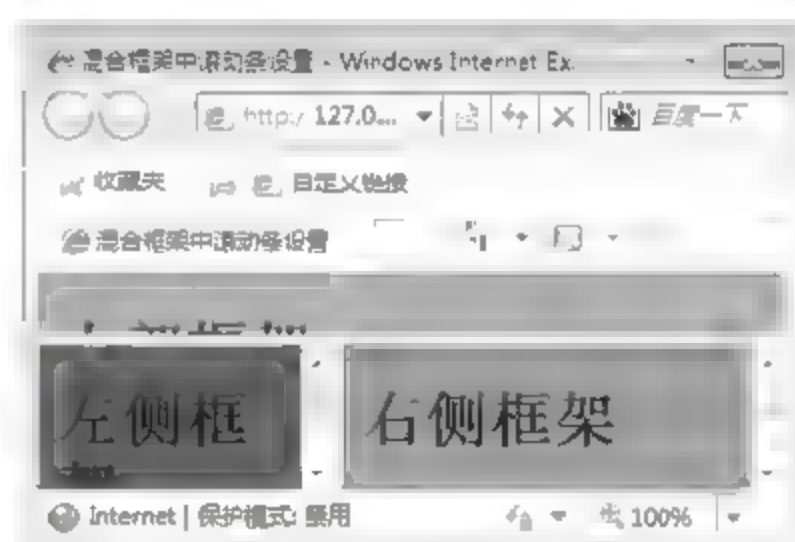 混合框架中滚动条设置 - Windows Internet Ex
http:/ 127.0... 百度一下
收藏夹 自定义链接
混合框架中滚动条设置
左侧框 右侧框架
Internet | 保护模式: 禁用 100%